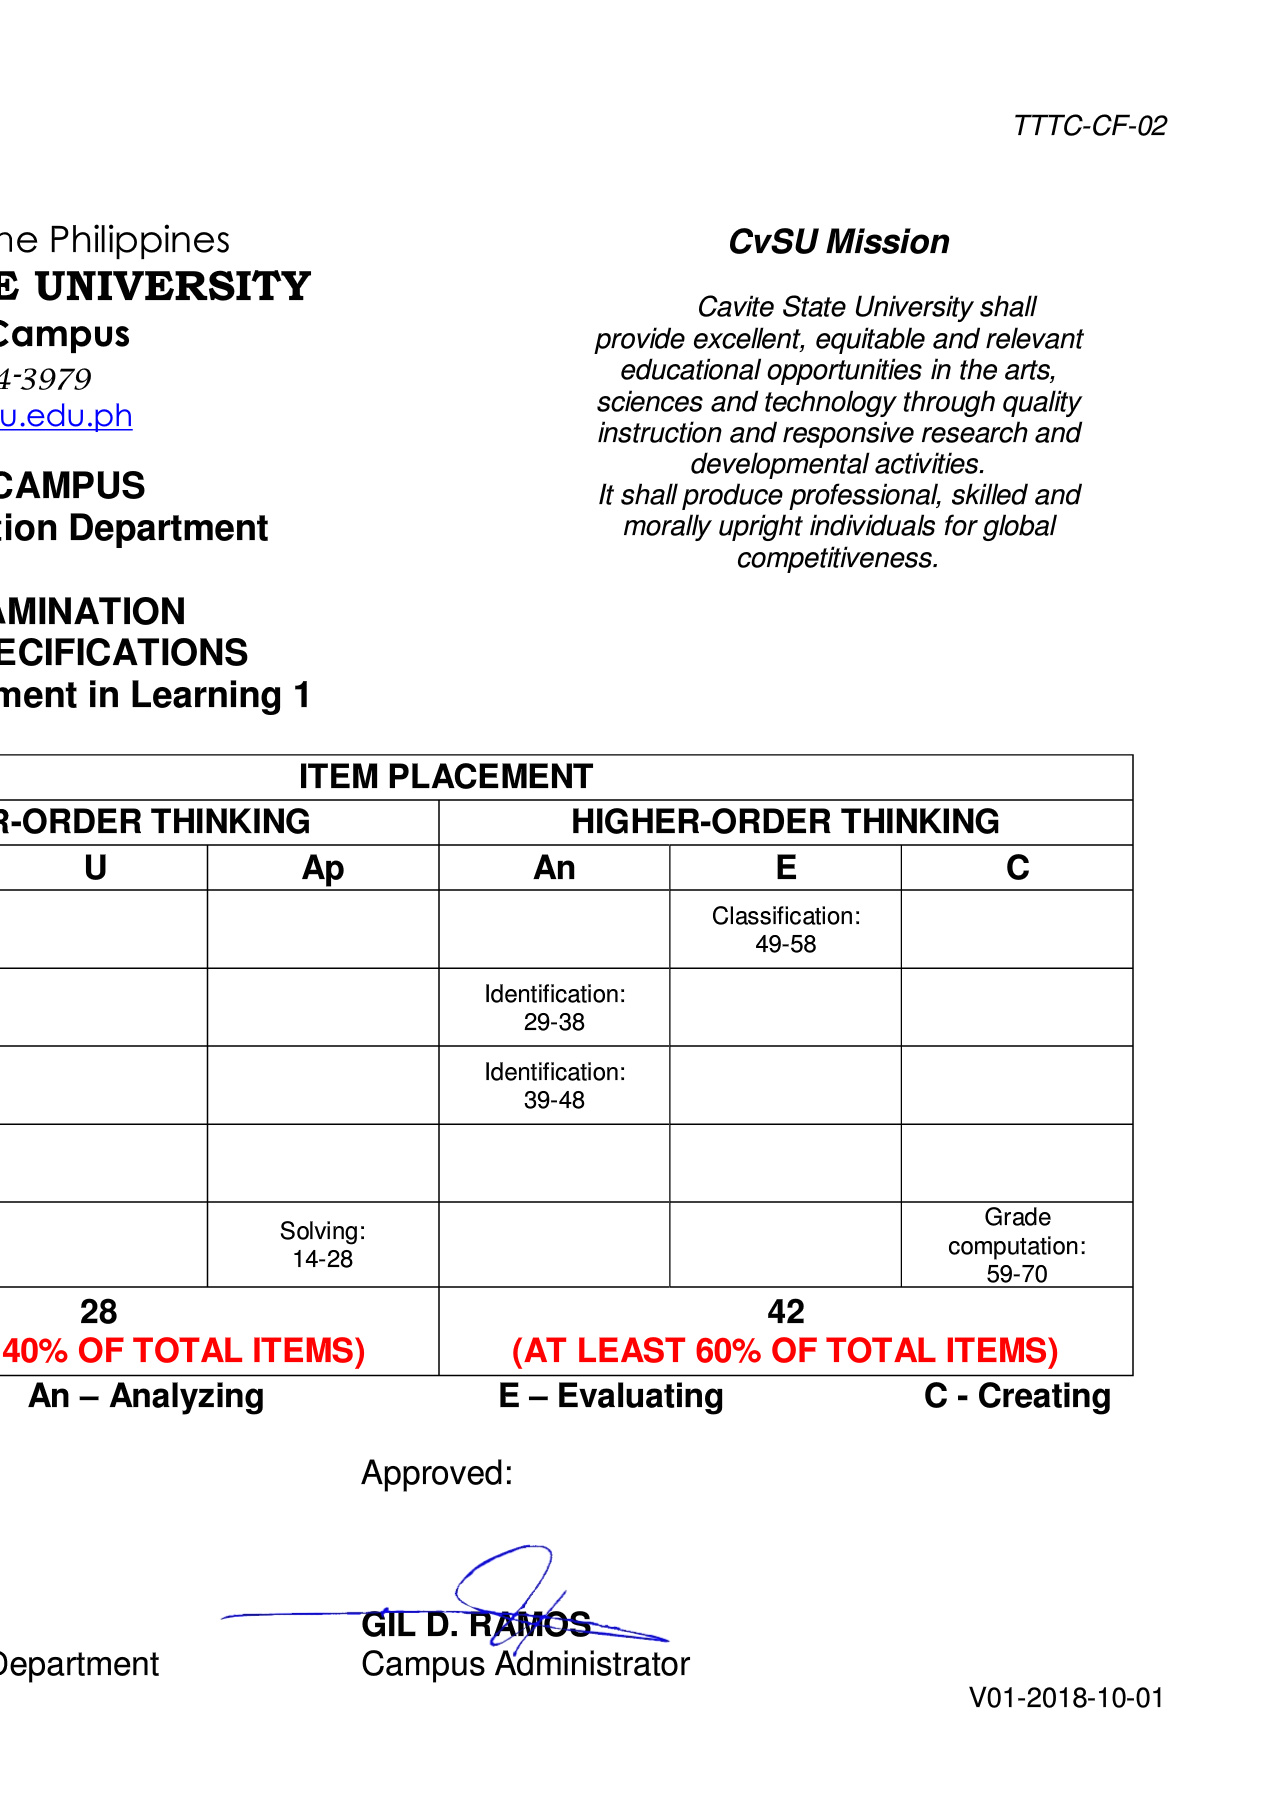 TTTC-CF-02
ne Philippines
E UNIVERSITY
Campus
4-3979
u.edu.ph
CAMPUS
tion Department
AMINATION
ECIFICATIONS
ment in Learning 1
CvSU Mission
Cavite State University shall
provide excellent, equitable and relevant
educational opportunities in the arts,
sciences and technology through quality
instruction and responsive research and
developmental activities.
It shall produce professional, skilled and
morally upright individuals for global
competitiveness.
ITEM PLACEMENT
R-ORDER THINKING HIGHER-ORDER THINKING
U Ap An E C
Classification:
49-58
Identification:
29-38
Identification:
39-48
Solving:
14-28
Grade
computation:
59-70
28 42
40% OF TOTAL ITEMS) (AT LEAST 60% OF TOTAL ITEMS)
An – Analyzing E – Evaluating C - Creating
Approved:
GIL D. RAMOS
Department Campus Administrator
V01-2018-10-01